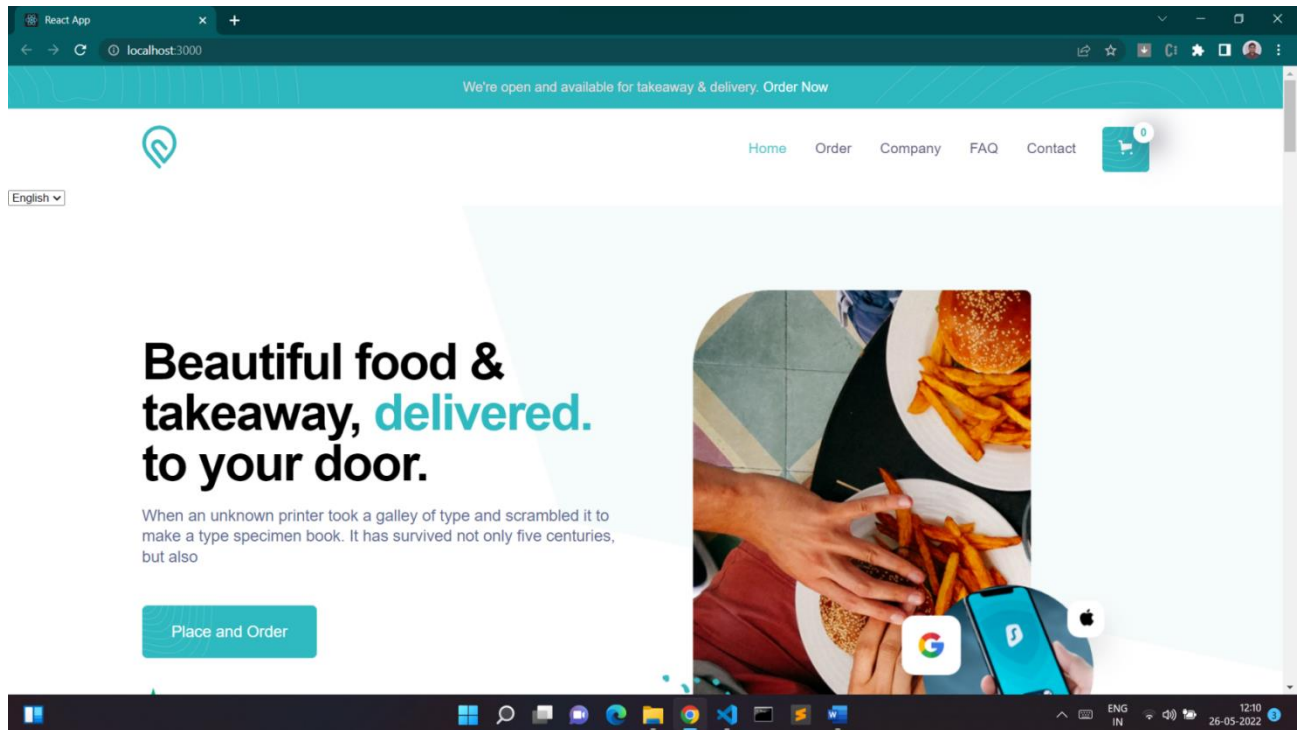 React App
localhost:3000
We're open and available for takeaway & delivery. Order Now
Home Order Company FAQ Contact 0
English
Beautiful food &
takeaway, delivered.
to your door.
When an unknown printer took a galley of type and scrambled it to
make a type specimen book. It has survived not only five centuries,
but also
Place and Order
ENG
IN
12:10
26-05-2022
3